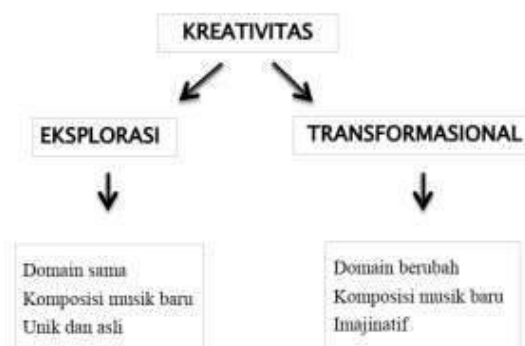 KREATIVITAS
EKSPLORASI
TRANSFORMASIONAL
Domain sama
Komposisi musik baru
Unik dan asli
Domain berubah
Komposisi musik baru
Imajinatif